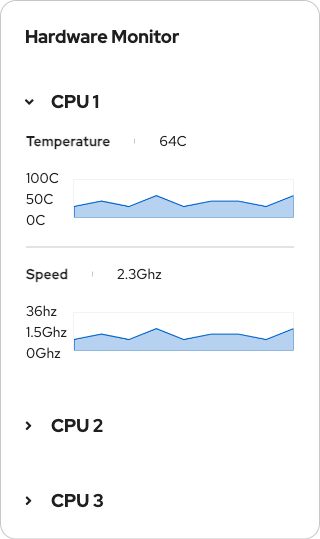 Hardware Monitor
CPU 1
Temperature 64C
100C
50C
0C
Speed 2.3Ghz
36hz
1.5Ghz
0Ghz
CPU 2
CPU 3